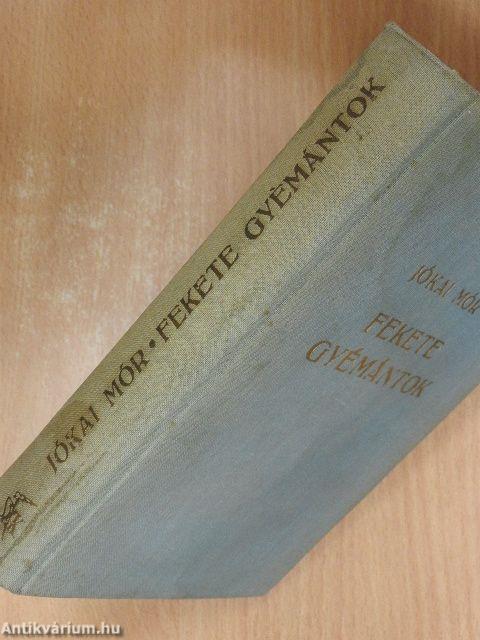 JÓKAI MÓR • FEKETE GYÉMÁNTOK
JÓKAI MÓR
FEKETE
GYÉMÁNTOK
Antikvárium.hu